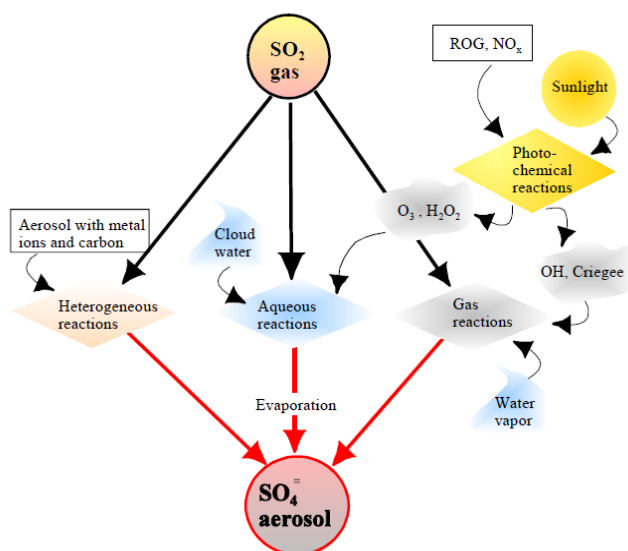 SO₂
gas
ROG, NOₓ
Sunlight
Photo-
chemical
reactions
O₃ , H₂O₂
Aerosol with metal
ions and carbon
Cloud
water
OH, Criegee
Heterogeneous
reactions
Aqueous
reactions
Gas
reactions
Evaporation
Water
vapor
SO₄⁼
aerosol